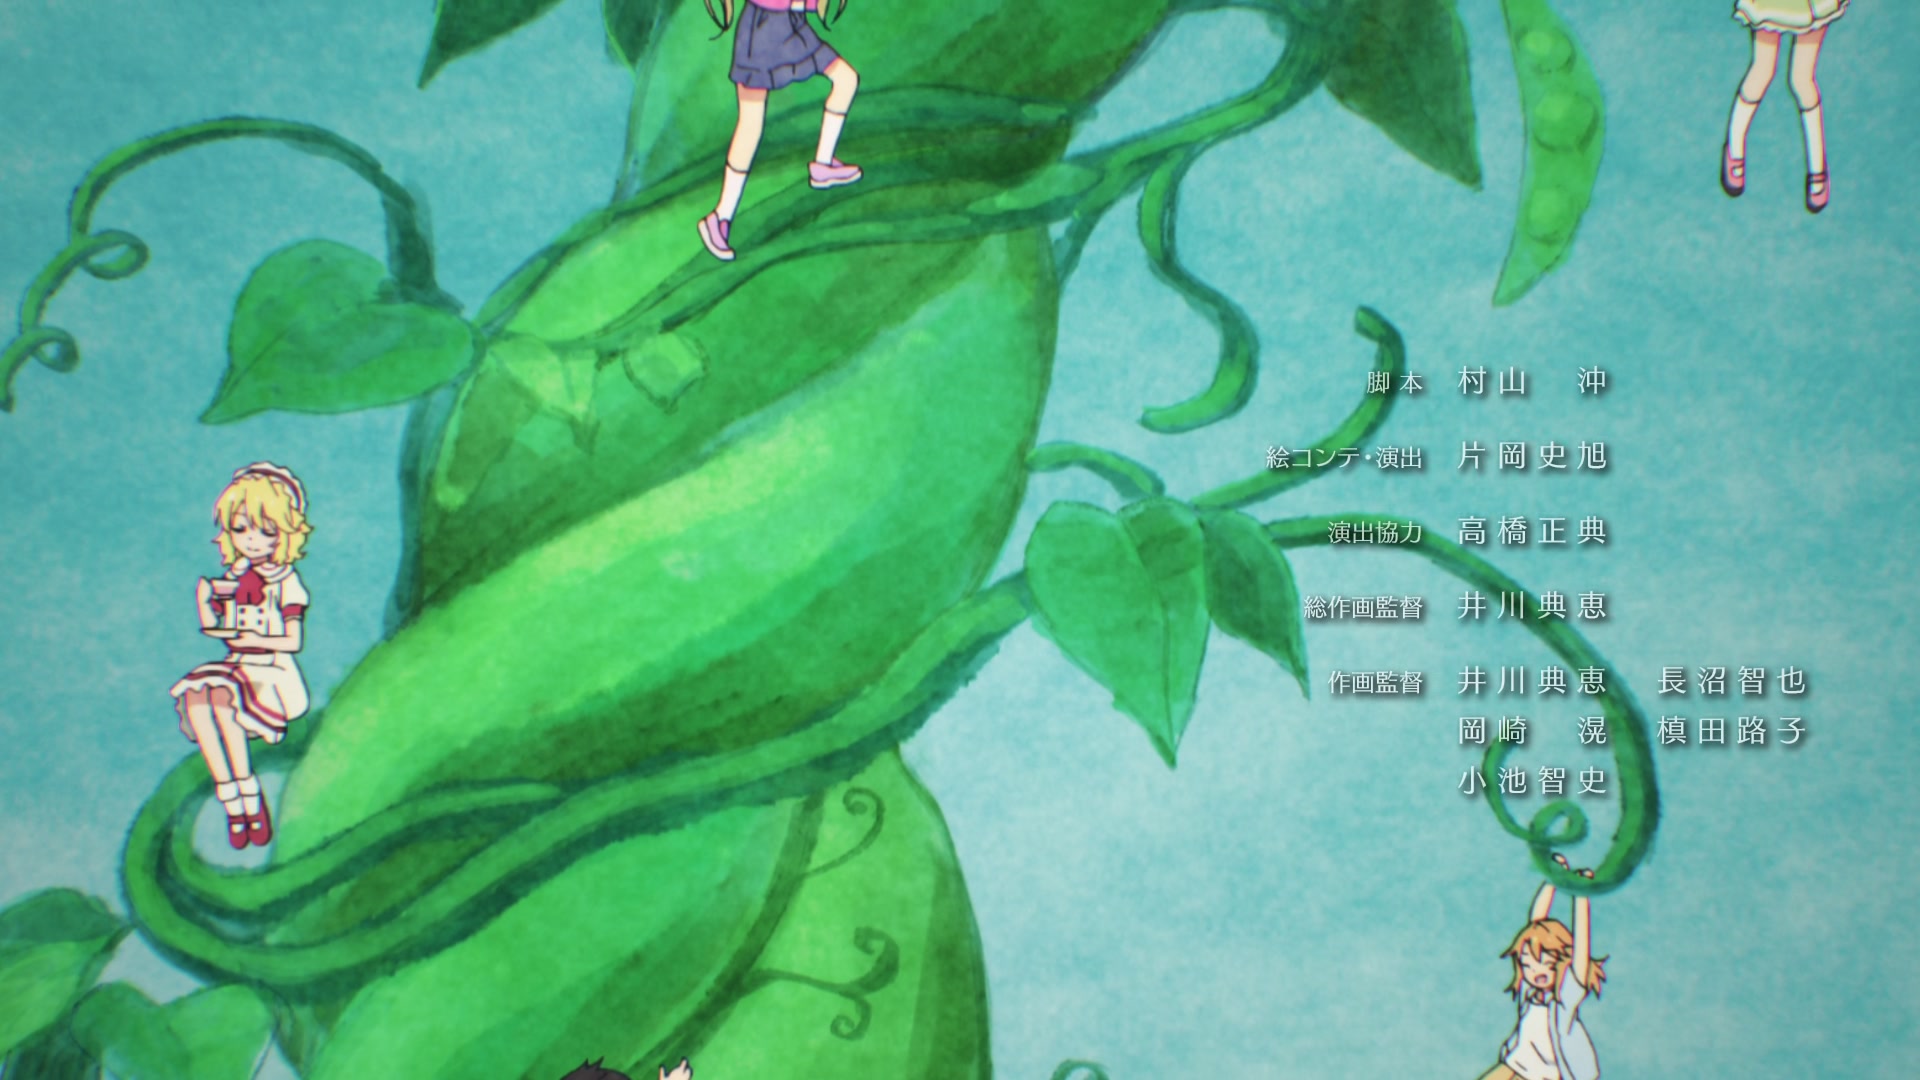 脚本 村山 沖
絵コンテ・演出 片岡史旭
演出協力 高橋正典
総作画監督 井川典恵
作画監督 井川典恵 長沼智也
岡崎 滉 槙田路子
小池智史